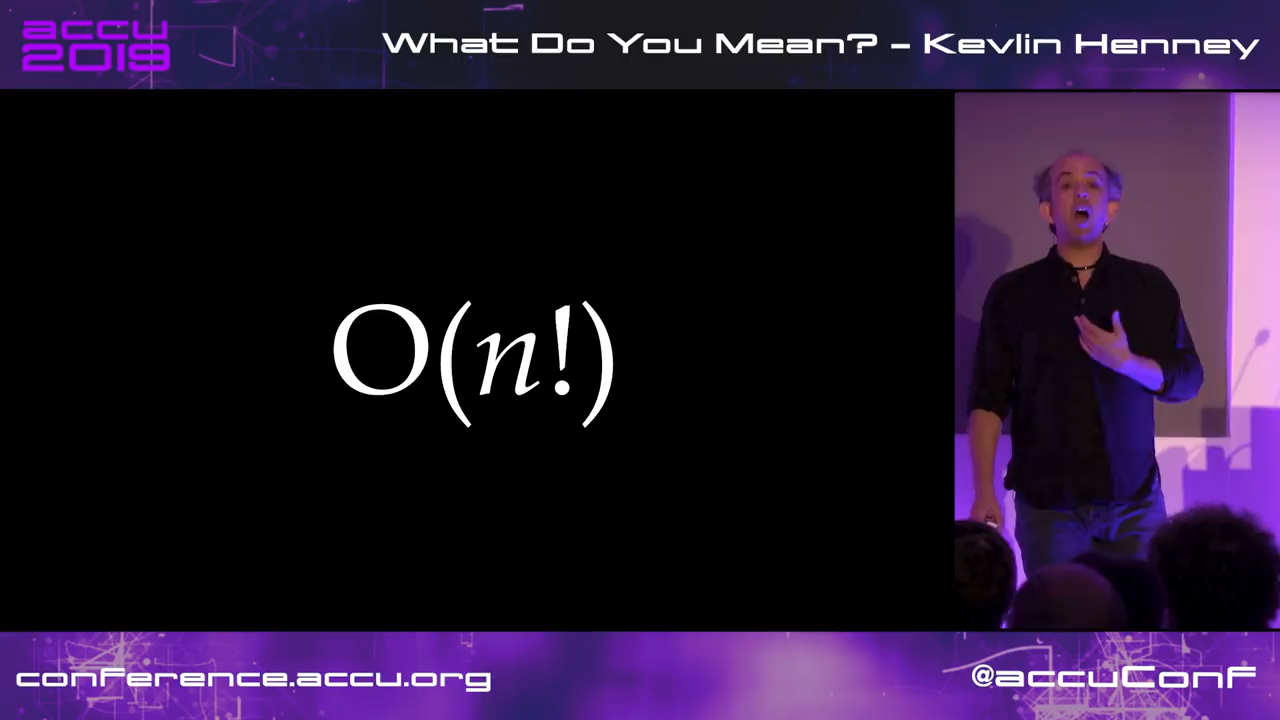 accu
2019
What Do You Mean? – Kevlin Henney
O(n!)
conference.accu.org
@accuConf